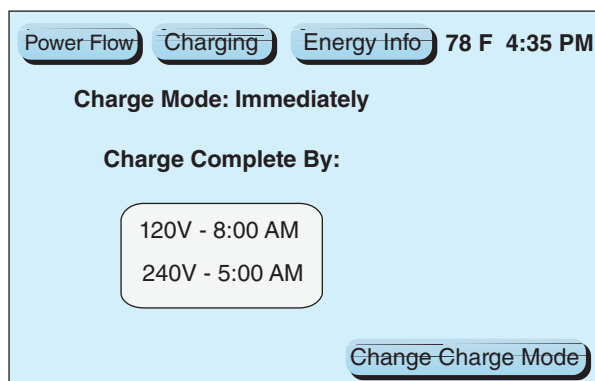 Power Flow Charging Energy Info 78 F 4:35 PM
Charge Mode: Immediately
Charge Complete By:
120V - 8:00 AM
240V - 5:00 AM
Change Charge Mode